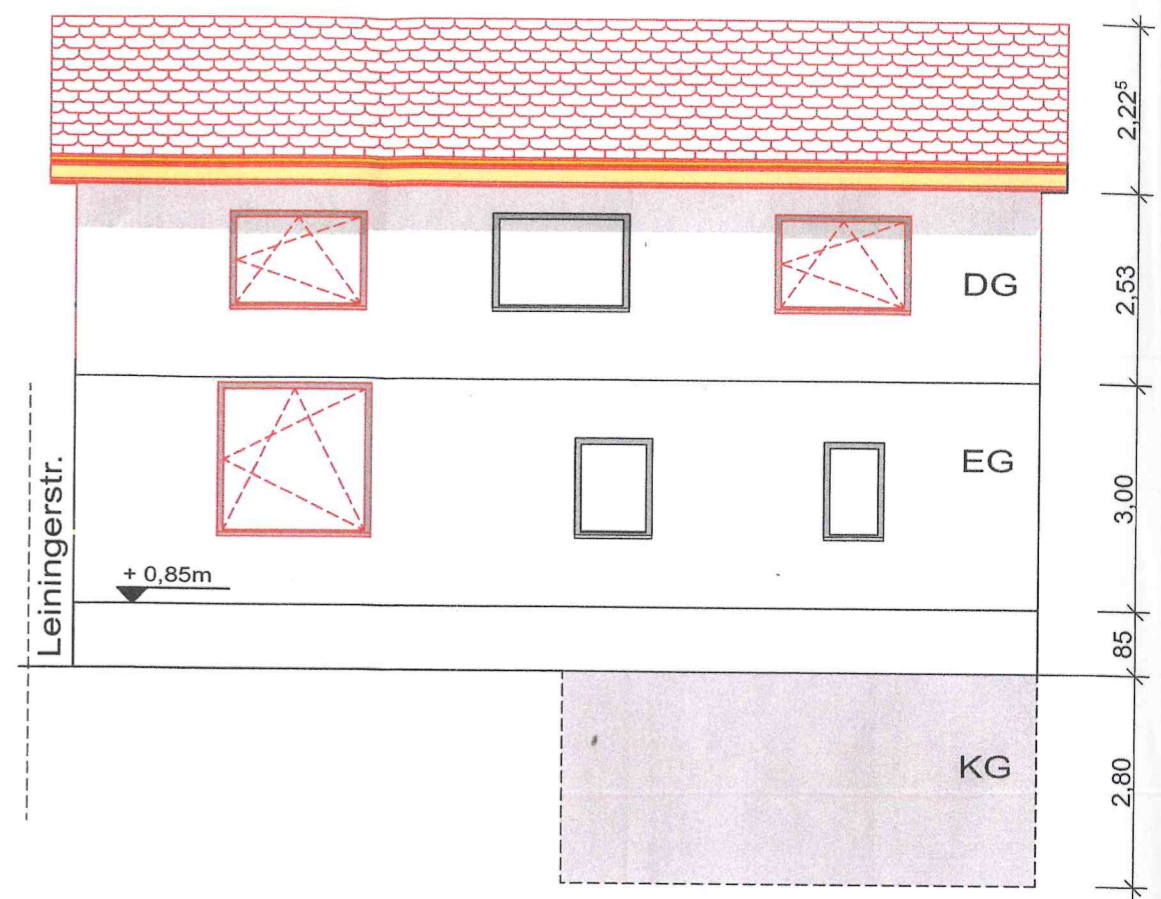 2,22⁵
DG
2,53
EG
3,00
Leiningerstr.
+ 0,85m
85
KG
2,80